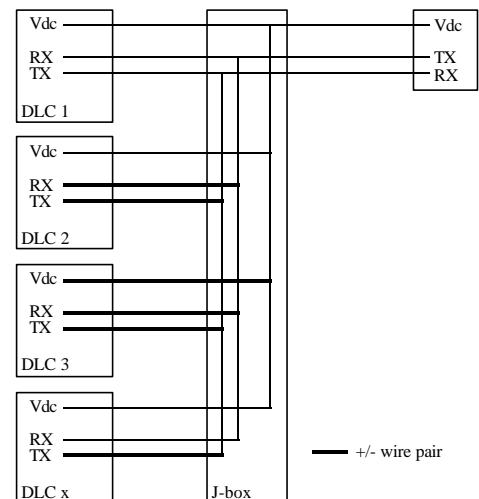 Vdc
RX
TX
DLC 1
Vdc
TX
RX
Vdc
RX
TX
DLC 2
Vdc
RX
TX
DLC 3
Vdc
RX
TX
DLC x
J-box
+/- wire pair